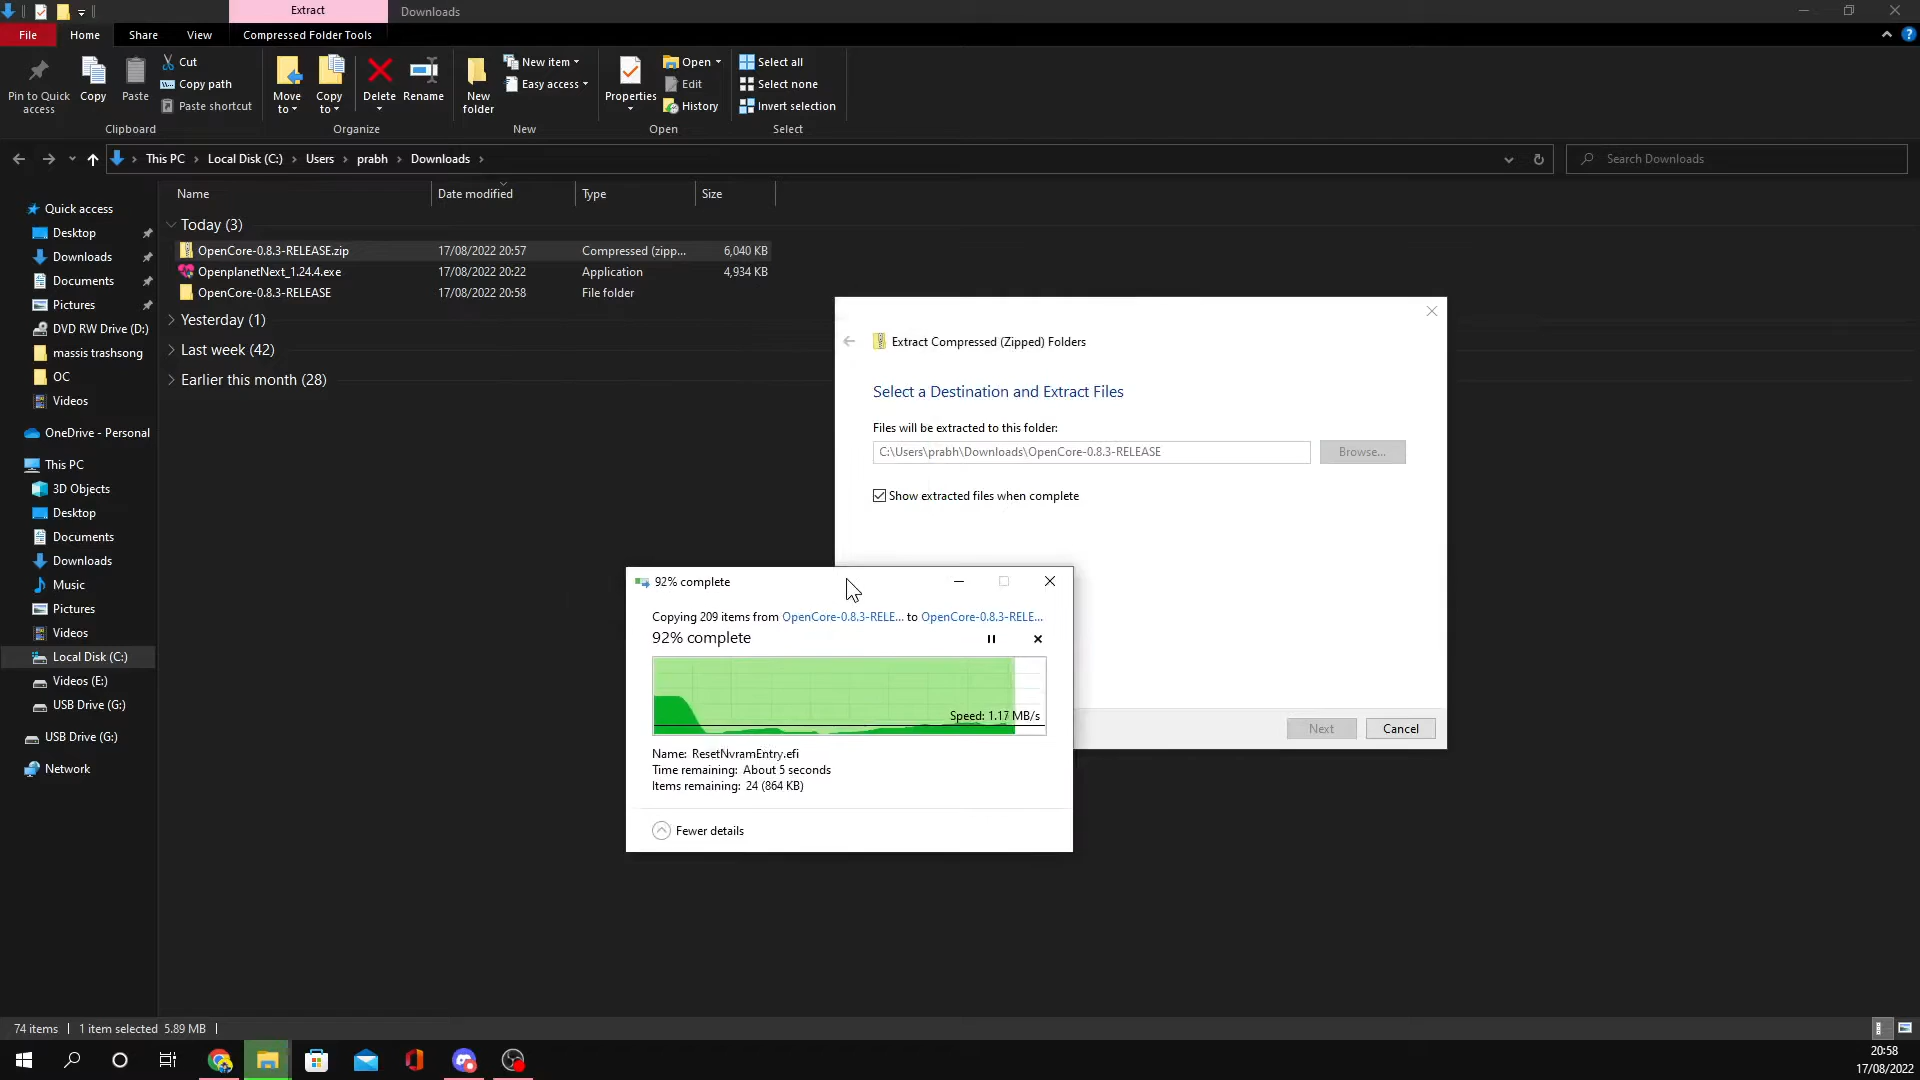 Extract
Downloads
File
Home
Share
View
Compressed Folder Tools
Pin to Quick access
Copy
Paste
Cut
Copy path
Paste shortcut
Clipboard
Move to
Copy to
Delete
Rename
Organize
New folder
New item
Easy access
New
Properties
Open
Edit
History
Open
Select all
Select none
Invert selection
Select
This PC
Local Disk (C:)
Users
prabh
Downloads
Search Downloads
Name
Date modified
Type
Size
Today (3)
OpenCore-0.8.3-RELEASE.zip 17/08/2022 20:57 Compressed (zipp... 6,040 KB
OpenplanetNext_1.24.4.exe 17/08/2022 20:22 Application 4,934 KB
OpenCore-0.8.3-RELEASE 17/08/2022 20:58 File folder
Yesterday (1)
Last week (42)
Earlier this month (28)
Quick access
Desktop
Downloads
Documents
Pictures
DVD RW Drive (D:)
massis trashsong
OC
Videos
OneDrive - Personal
This PC
3D Objects
Desktop
Documents
Downloads
Music
Pictures
Videos
Local Disk (C:)
Videos (E:)
USB Drive (G:)
USB Drive (G:)
Network
Extract Compressed (Zipped) Folders
Select a Destination and Extract Files
Files will be extracted to this folder:
C:\Users\prabh\Downloads\OpenCore-0.8.3-RELEASE
Browse...
Show extracted files when complete
Next
Cancel
92% complete
Copying 209 items from OpenCore-0.8.3-RELE... to OpenCore-0.8.3-RELE...
92% complete
Speed: 1.17 MB/s
Name: ResetNvramEntry.efi
Time remaining: About 5 seconds
Items remaining: 24 (864 KB)
Fewer details
74 items
1 item selected 5.89 MB
20:58
17/08/2022